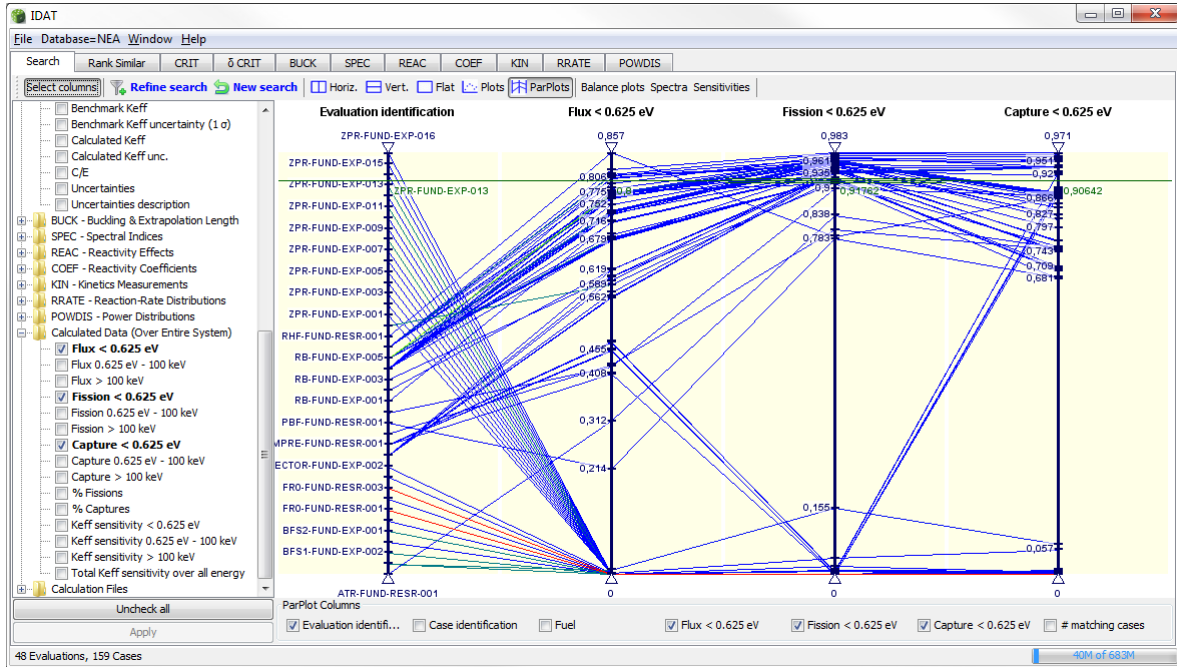 IDAT
File Database=NEA Window Help
Search Rank Similar CRIT δ CRIT BUCK SPEC REAC COEF KIN RRATE POWDIS
Select columns Refine search New search Horiz. Vert. Flat Plots ParPlots Balance plots Spectra Sensitivities
Benchmark Keff
Benchmark Keff uncertainty (1 σ)
Calculated Keff
Calculated Keff unc.
C/E
Uncertainties
Uncertainties description
BUCK - Buckling & Extrapolation Length
SPEC - Spectral Indices
REAC - Reactivity Effects
COEF - Reactivity Coefficients
KIN - Kinetics Measurements
RRATE - Reaction-Rate Distributions
POWDIS - Power Distributions
Calculated Data (Over Entire System)
Flux < 0.625 eV
Flux 0.625 eV - 100 keV
Flux > 100 keV
Fission < 0.625 eV
Fission 0.625 eV - 100 keV
Fission > 100 keV
Capture < 0.625 eV
Capture 0.625 eV - 100 keV
Capture > 100 keV
% Fissions
% Captures
Keff sensitivity < 0.625 eV
Keff sensitivity 0.625 eV - 100 keV
Keff sensitivity > 100 keV
Total Keff sensitivity over all energy
Calculation Files
Uncheck all
Apply
Evaluation identification Flux < 0.625 eV Fission < 0.625 eV Capture < 0.625 eV
ZPR-FUND-EXP-016 0,857 0,983 0,971
ZPR-FUND-EXP-015
ZPR-FUND-EXP-013
ZPR-FUND-EXP-013
ZPR-FUND-EXP-011
ZPR-FUND-EXP-009
ZPR-FUND-EXP-007
ZPR-FUND-EXP-005
ZPR-FUND-EXP-003
ZPR-FUND-EXP-001
RHF-FUND-RESR-001
RB-FUND-EXP-005
RB-FUND-EXP-003
RB-FUND-EXP-001
PBF-FUND-RESR-001
MPRE-FUND-RESR-001
ECTOR-FUND-EXP-002
FR0-FUND-RESR-003
FR0-FUND-RESR-001
BFS2-FUND-EXP-001
BFS1-FUND-EXP-002
ATR-FUND-RESR-001
0,806
0,775
0,752
0,716
0,679
0,619
0,589
0,562
0,455
0,408
0,312
0,214
0
0,961
0,935
0,9
0,91762
0,838
0,783
0,155
0
0,951
0,92
0,90642
0,866
0,827
0,797
0,743
0,709
0,681
0,057
0
ParPlot Columns
Evaluation identifi... Case identification Fuel Flux < 0.625 eV Fission < 0.625 eV Capture < 0.625 eV # matching cases
48 Evaluations, 159 Cases 40M of 683M